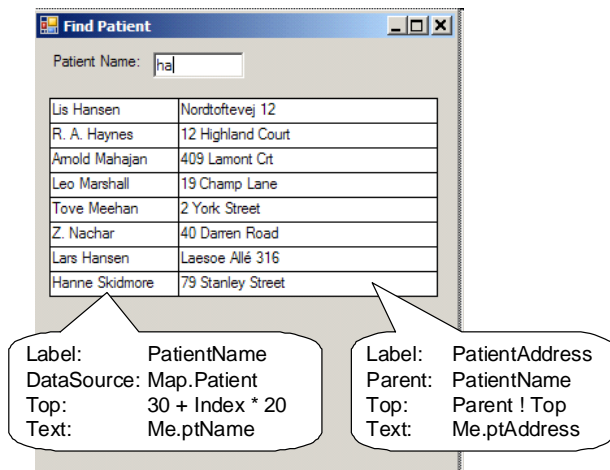 Find Patient
Patient Name: ha
Lis Hansen Nordtoftevej 12
R. A. Haynes 12 Highland Court
Arnold Mahajan 409 Lamont Crt
Leo Marshall 19 Champ Lane
Tove Meehan 2 York Street
Z. Nachar 40 Darren Road
Lars Hansen Laesoe Allé 316
Hanne Skidmore 79 Stanley Street
Label: PatientName
DataSource: Map.Patient
Top: 30 + Index * 20
Text: Me.ptName
Label: PatientAddress
Parent: PatientName
Top: Parent ! Top
Text: Me.ptAddress